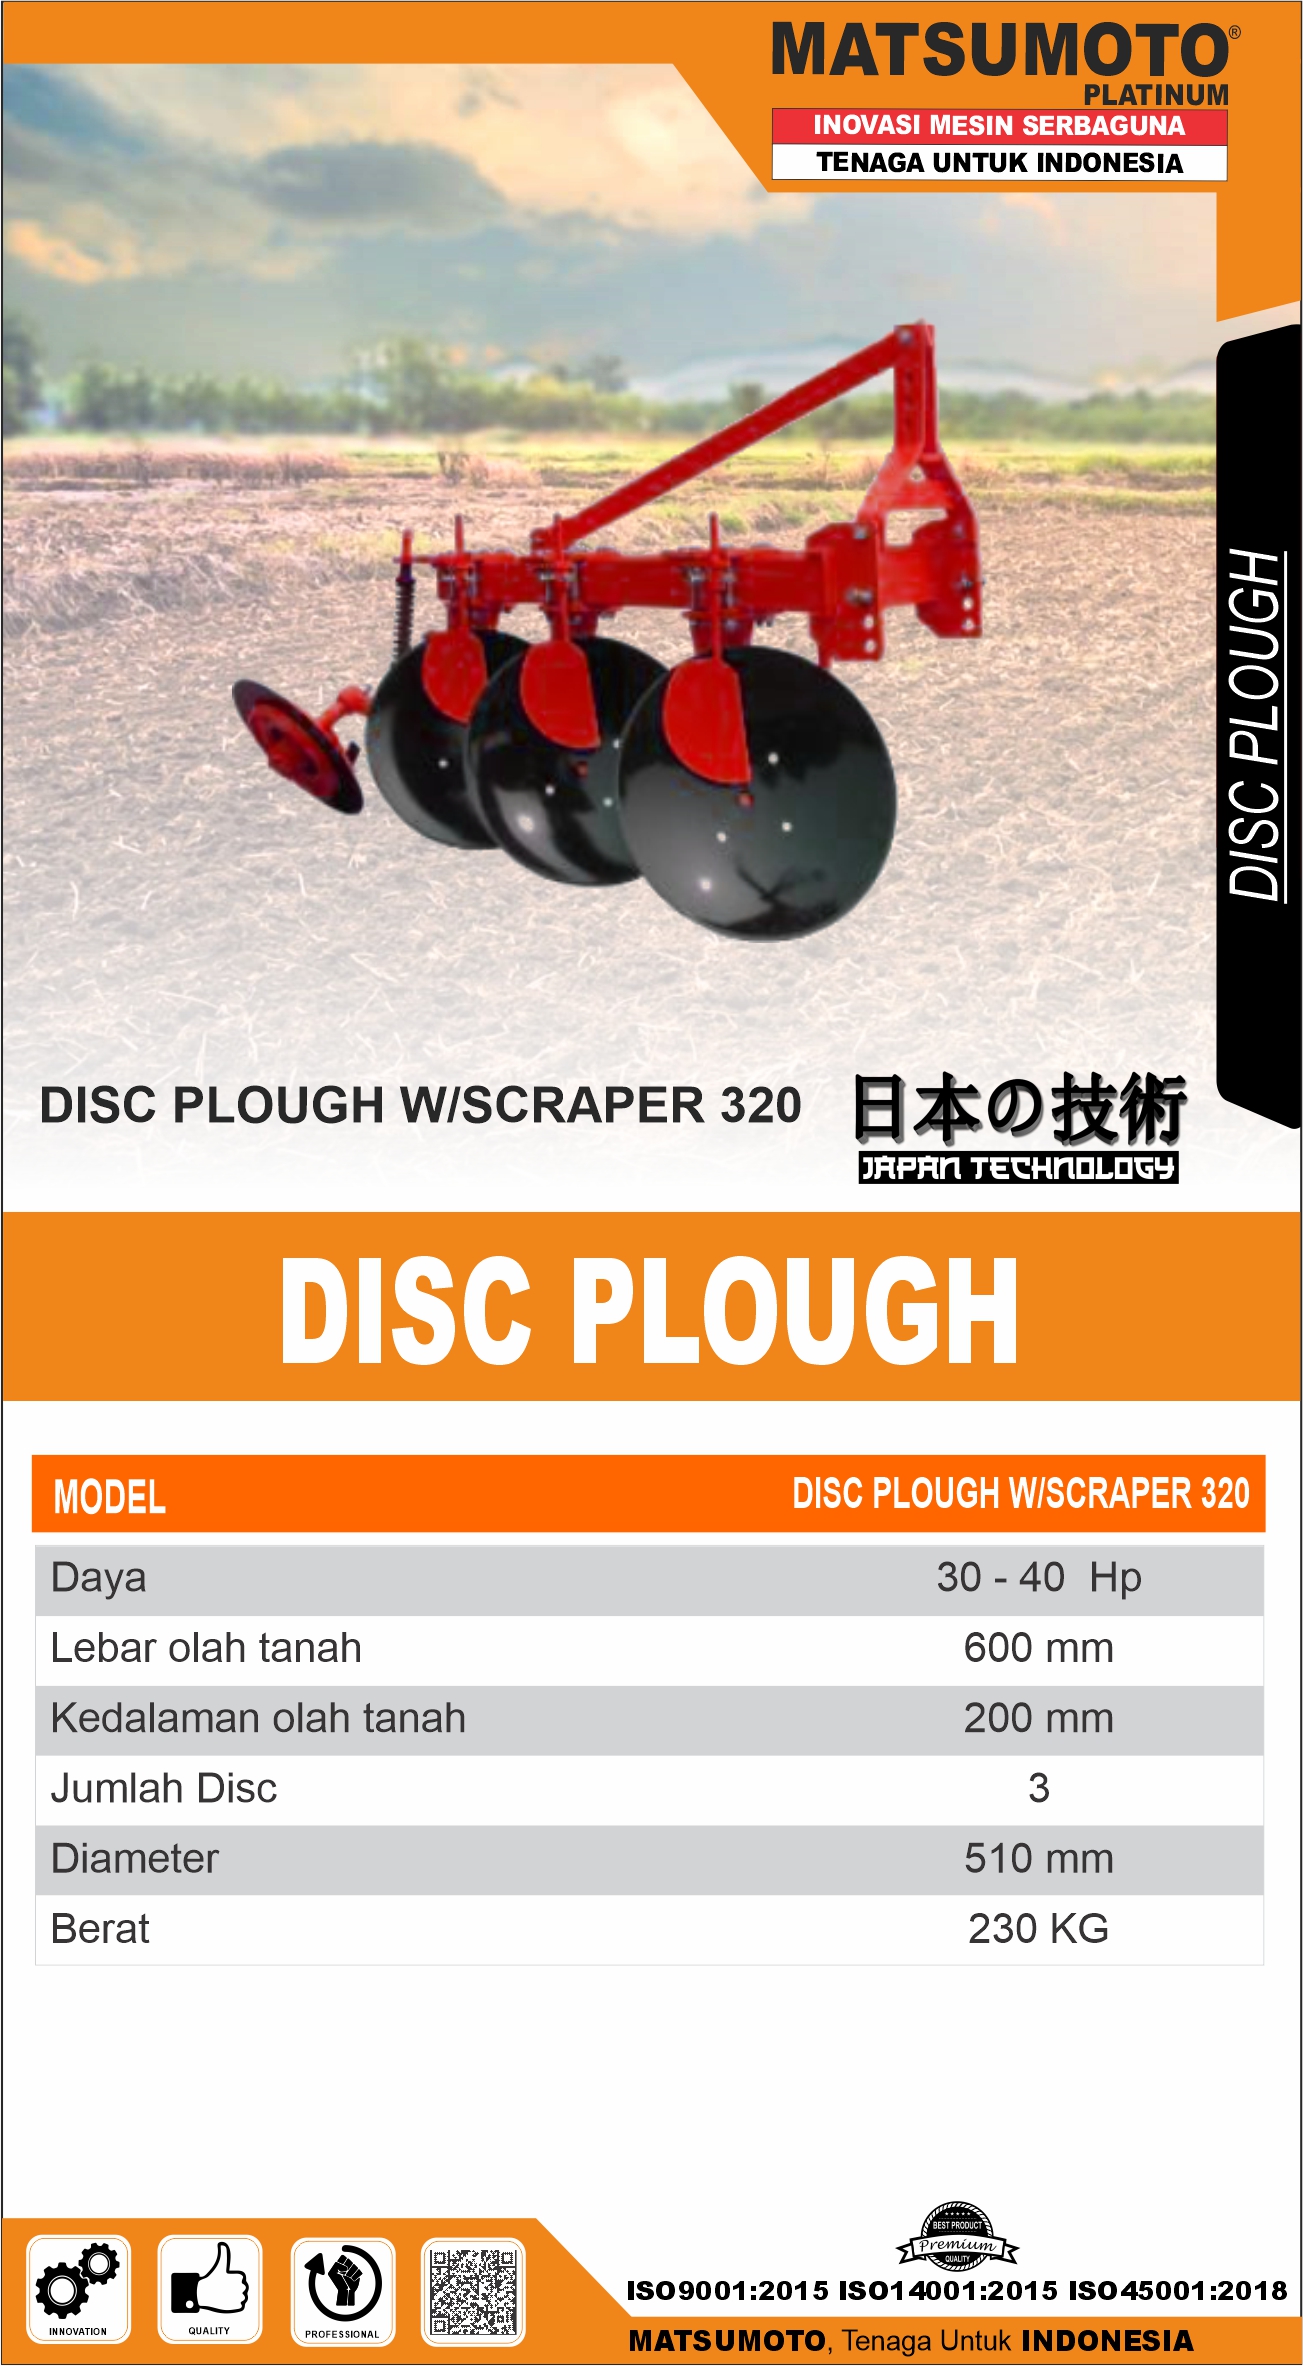 MATSUMOTO®
PLATINUM
INOVASI MESIN SERBAGUNA
TENAGA UNTUK INDONESIA
DISC PLOUGH
DISC PLOUGH W/SCRAPER 320
日本の技術
JAPAN TECHNOLOGY
DISC PLOUGH
MODEL DISC PLOUGH W/SCRAPER 320
Daya 30 - 40 Hp
Lebar olah tanah 600 mm
Kedalaman olah tanah 200 mm
Jumlah Disc 3
Diameter 510 mm
Berat 230 KG
BEST PRODUCT
Premium
QUALITY
ISO9001:2015 ISO14001:2015 ISO45001:2018
INNOVATION
QUALITY
PROFESSIONAL
MATSUMOTO, Tenaga Untuk INDONESIA